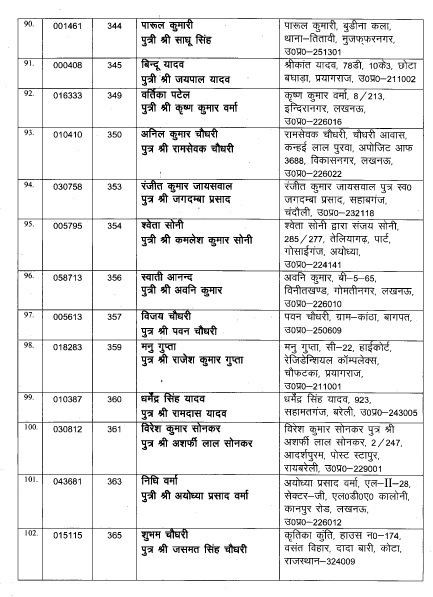 90. 001461 344 पारूल कुमारी पारूल कुमारी, बुडीना कला,
पुत्री श्री साधू सिंह थाना-तितावी, मुजफ्फरनगर,
उ0प्र0-251301
91. 000408 345 बिन्दू यादव श्रीकांत यादव, 78डी, 10के3, छोटा
पुत्री श्री जयपाल यादव बघाड़ा, प्रयागराज, उ0प्र0-211002
92. 016333 349 वर्तिका पटेल कृष्ण कुमार वर्मा, 8/213,
पुत्री श्री कृष्ण कुमार वर्मा इन्दिरानगर, लखनऊ,
उ0प्र0-226016
93. 010410 350 अनिल कुमार चौधरी रामसेवक चौधरी, चौधरी आवास,
पुत्र श्री रामसेवक चौधरी कन्हई लाल पुरवा, अपोजिट आफ
3688, विकासनगर, लखनऊ,
उ0प्र0-226022
94. 030758 353 रंजीत कुमार जायसवाल रंजीत कुमार जायसवाल पुत्र स्व0
पुत्र श्री जगदम्बा प्रसाद जगदम्बा प्रसाद, सहाबगंज,
चंदौली, उ0प्र0-232118
95. 005795 354 श्वेता सोनी श्वेता सोनी द्वारा संजय सोनी,
पुत्री श्री कमलेश कुमार सोनी 285/277, तेलियागढ़, पार्ट,
गोसाईगंज, अयोध्या,
उ0प्र0-224141
96. 058713 356 स्वाती आनन्द अवनि कुमार, बी-5-65,
पुत्री श्री अवनि कुमार विनीतखण्ड, गोमतीनगर, लखनऊ,
उ0प्र0-226010
97. 005613 357 विजय चौधरी पवन चौधरी, ग्राम-कांठा, बागपत,
पुत्र श्री पवन चौधरी उ0प्र0-250609
98. 018283 359 मनु गुप्ता मनु गुप्ता, सी-22, हाईकोर्ट,
पुत्र श्री राजेश कुमार गुप्ता रेजिडेन्शियल कॉम्पलेक्स,
चौफटका, प्रयागराज,
उ0प्र0-211001
99. 010387 360 धर्मेंद्र सिंह यादव धर्मेंद्र सिंह यादव, 923,
पुत्र श्री रामदास यादव सहामतगंज, बरेली, उ0प्र0-243005
100. 030812 361 विरेश कुमार सोनकर विरेश कुमार सोनकर पुत्र श्री
पुत्र श्री अशर्फी लाल सोनकर अशर्फी लाल सोनकर, 2/247,
आदर्शपुरम, पोस्ट स्टापुर,
रायबरेली, उ0प्र0-229001
101. 043681 363 निधि वर्मा अयोध्या प्रसाद वर्मा, एल-II-28,
पुत्री श्री अयोध्या प्रसाद वर्मा सेक्टर-जी, एल0डी0ए0 कालोनी,
कानपुर रोड, लखनऊ,
उ0प्र0-226012
102. 015115 365 शुभम चौधरी कृतिका कुंति, हाउस न0-174,
पुत्र श्री जसमत सिंह चौधरी वसंत विहार, दादा बारी, कोटा,
राजस्थान-324009